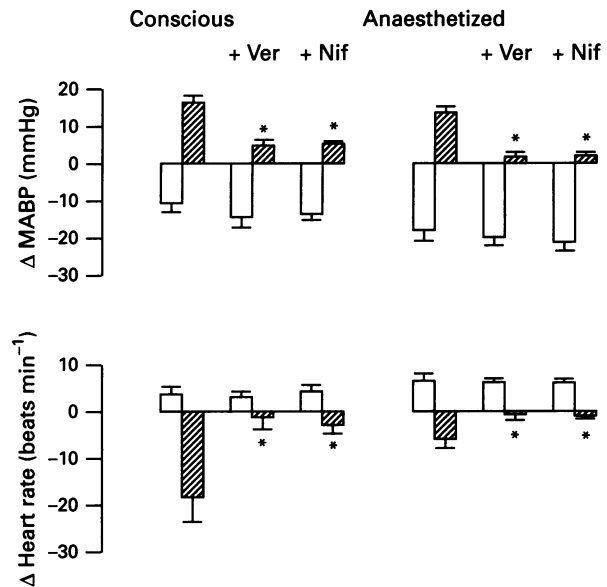 Conscious Anaesthetized
+ Ver + Nif + Ver + Nif
Δ MABP (mmHg)
20
10
0
−10
−20
−30
* * * *
Δ Heart rate (beats min⁻¹)
10
0
−10
−20
−30
* * * *